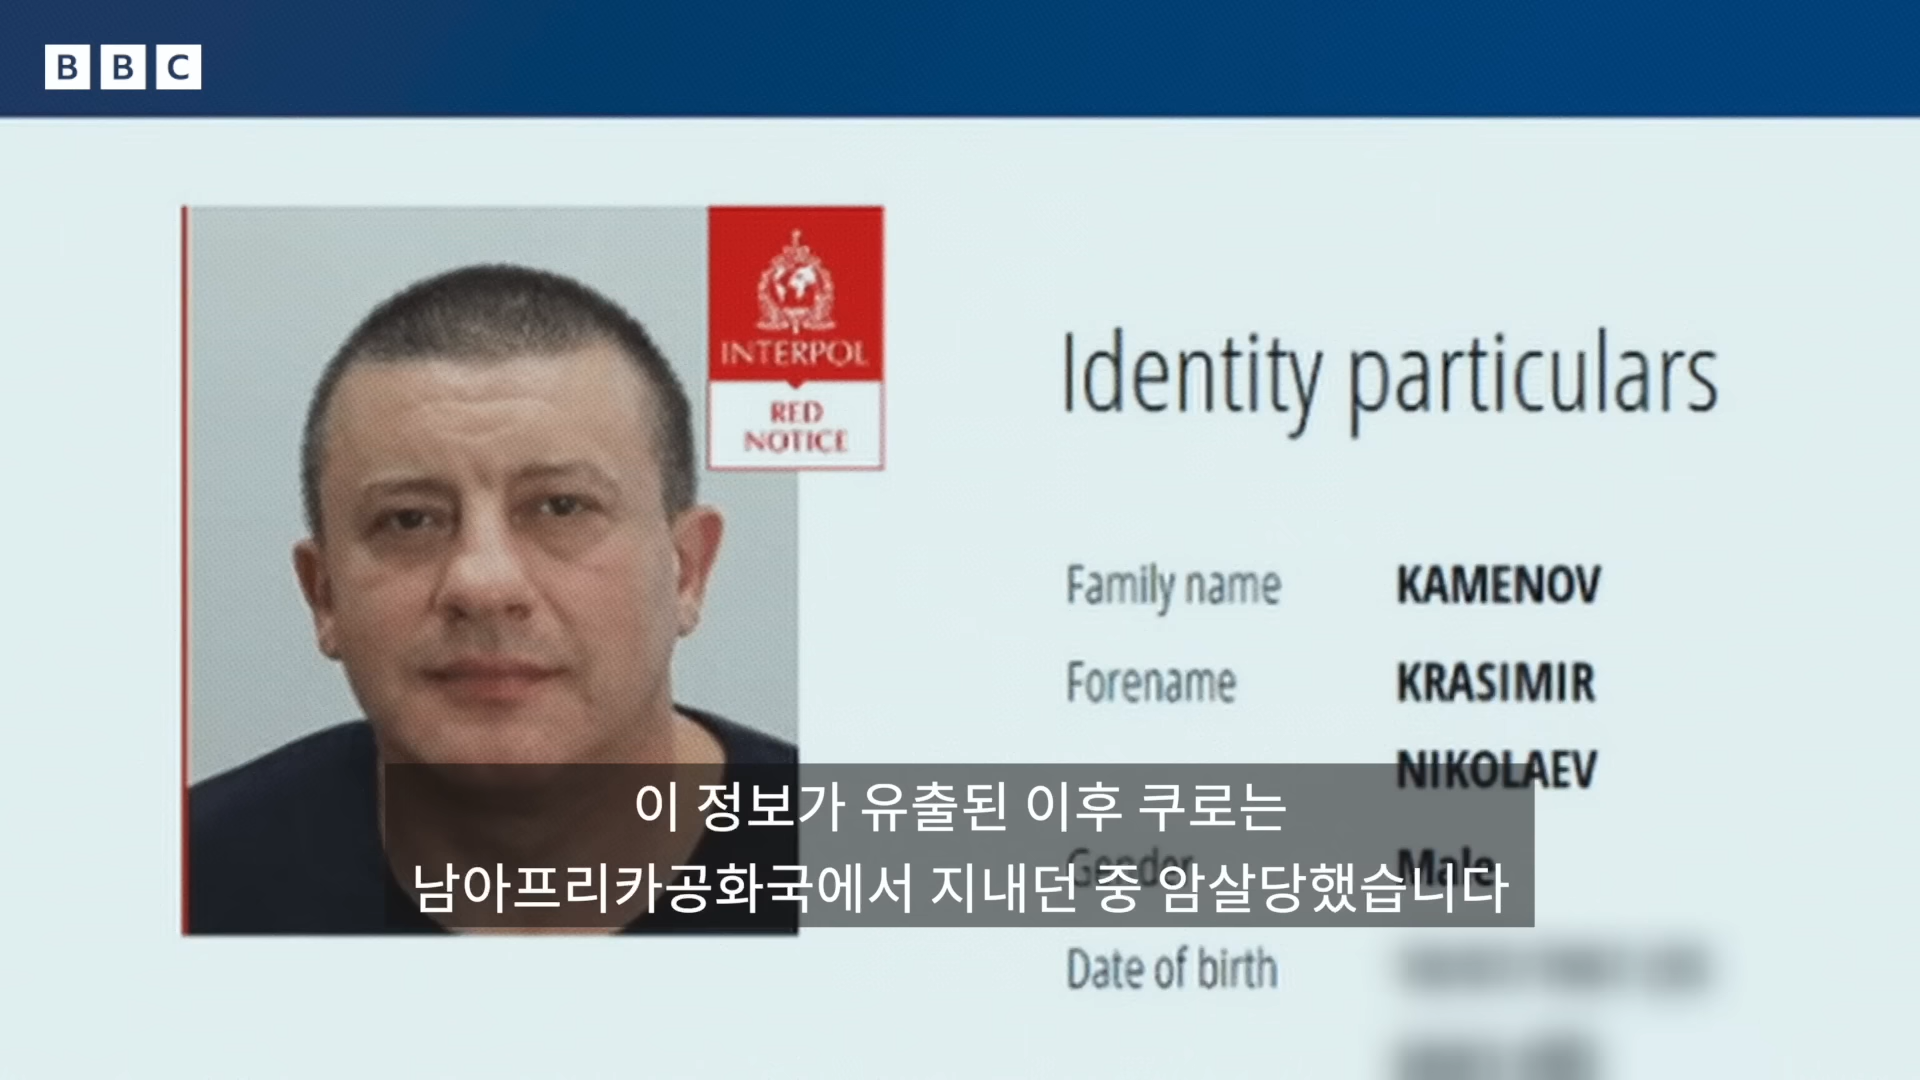 BBC
INTERPOL
RED
NOTICE
Identity particulars
Family name KAMENOV
Forename KRASIMIR
NIKOLAEV
Gender Male
Date of birth
이 정보가 유출된 이후 쿠로는
남아프리카공화국에서 지내던 중 암살당했습니다